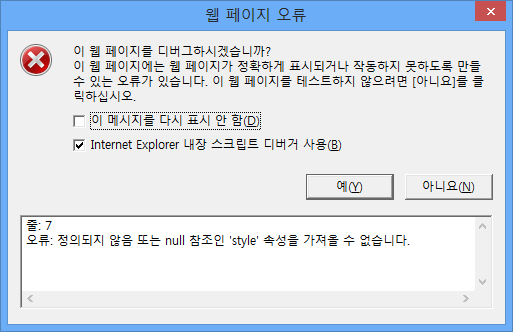 웹 페이지 오류
이 웹 페이지를 디버그하시겠습니까?
이 웹 페이지에는 웹 페이지가 정확하게 표시되거나 작동하지 못하도록 만들
수 있는 오류가 있습니다. 이 웹 페이지를 테스트하지 않으려면 [아니요]를 클
릭하십시오.
이 메시지를 다시 표시 안 함(D)
Internet Explorer 내장 스크립트 디버거 사용(B)
예(Y)
아니요(N)
줄: 7
오류: 정의되지 않음 또는 null 참조인 'style' 속성을 가져올 수 없습니다.